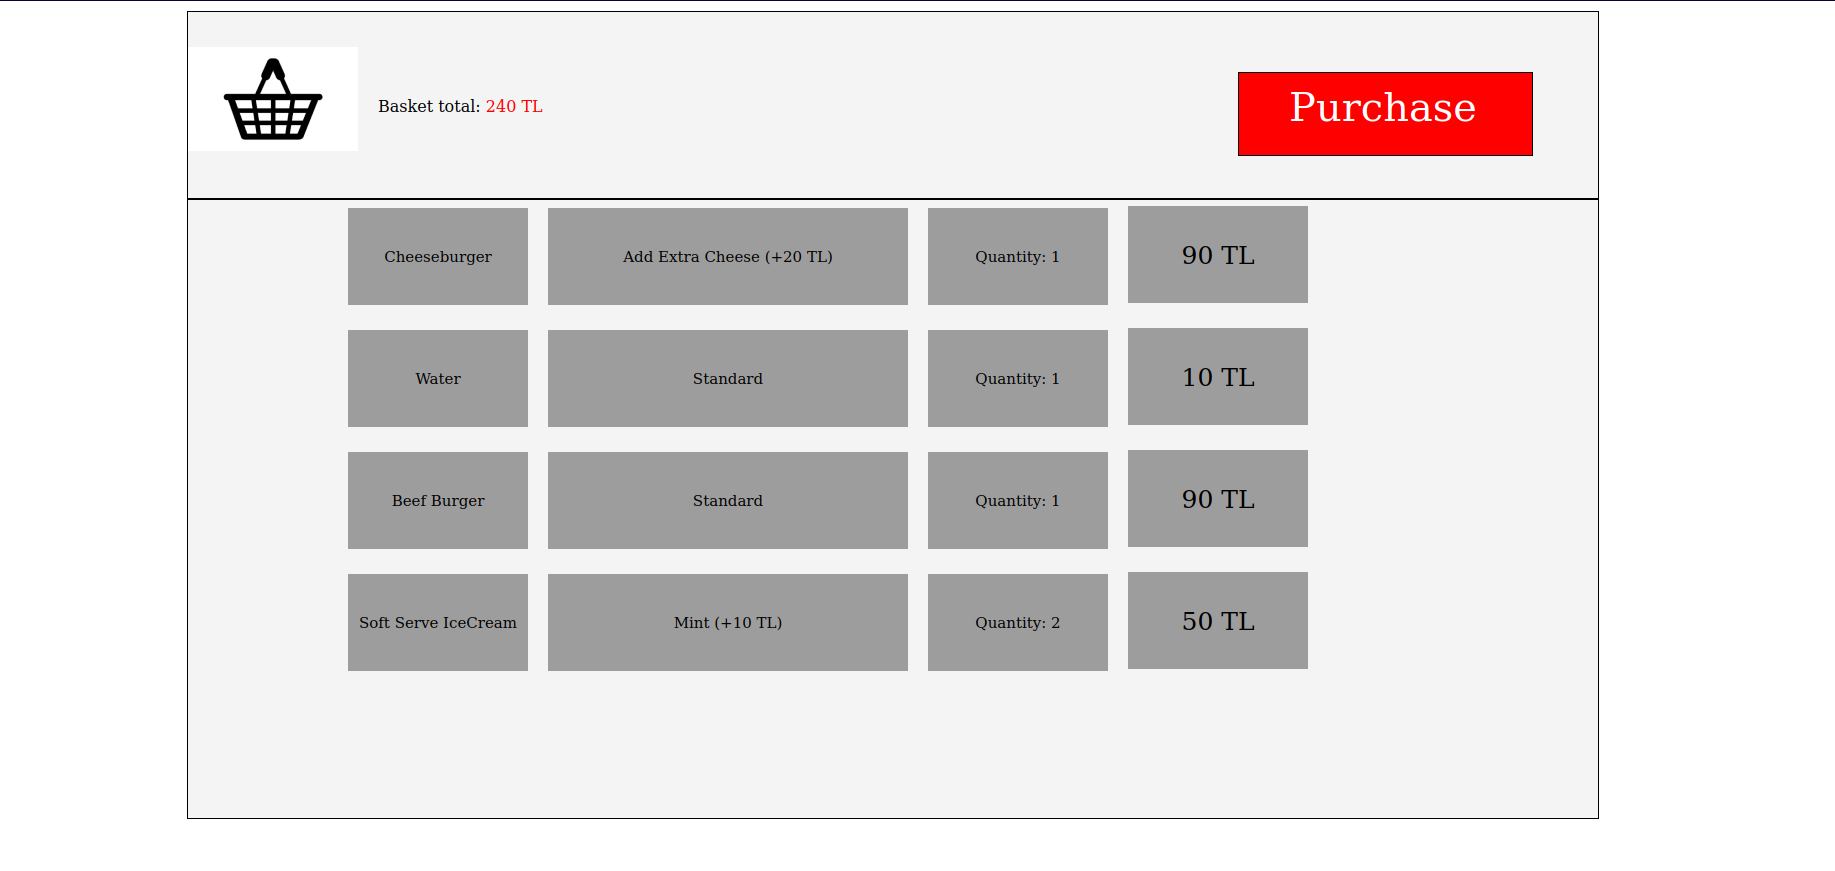 Basket total: 240 TL
Purchase
Cheeseburger Add Extra Cheese (+20 TL) Quantity: 1 90 TL
Water Standard Quantity: 1 10 TL
Beef Burger Standard Quantity: 1 90 TL
Soft Serve IceCream Mint (+10 TL) Quantity: 2 50 TL